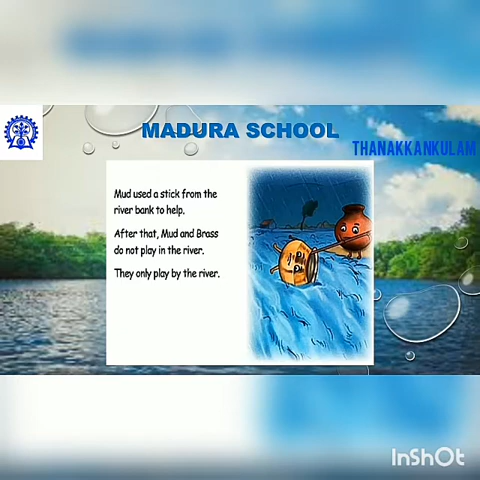 MADURA SCHOOL
THANAKKANKULAM
Mud used a stick from the
river bank to help.
After that, Mud and Brass
do not play in the river.
They only play by the river.
InShOt